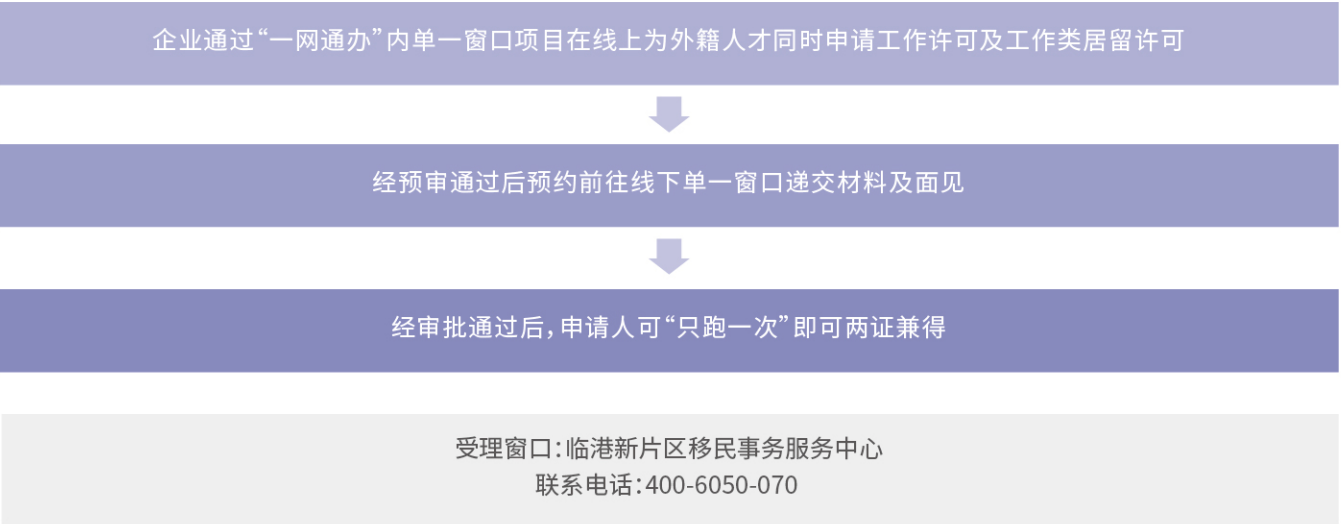 企业通过“一网通办”内单一窗口项目在线上为外籍人才同时申请工作许可及工作类居留许可
经预审通过后预约前往线下单一窗口递交材料及面见
经审批通过后，申请人可“只跑一次”即可两证兼得
受理窗口：临港新片区移民事务服务中心
联系电话：400-6050-070